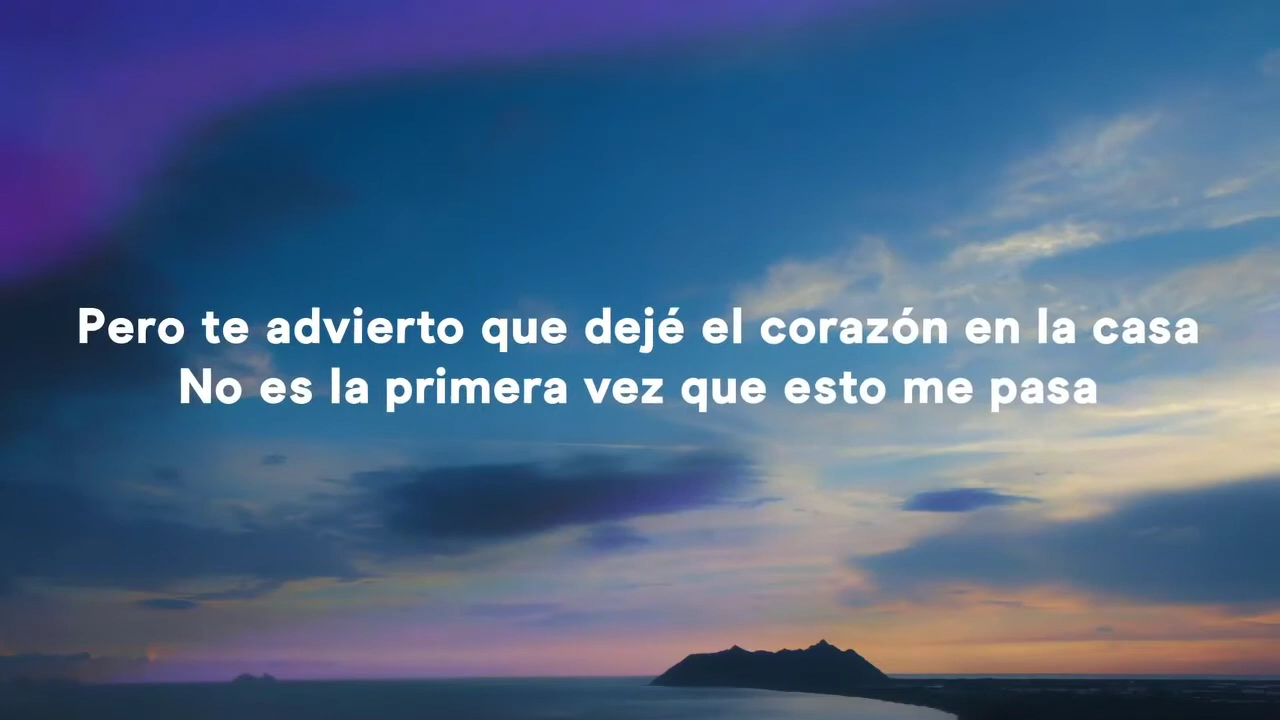 Pero te advierto que dejé el corazón en la casa
No es la primera vez que esto me pasa